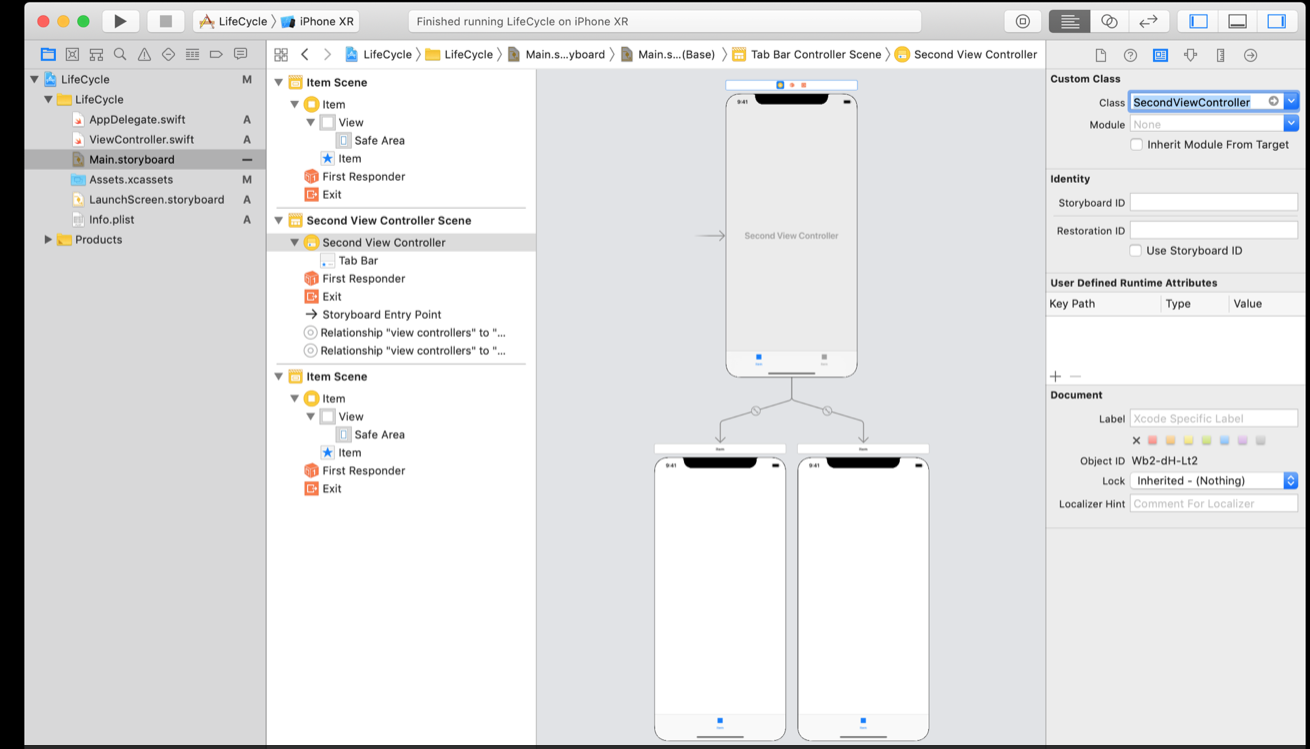 LifeCycle
iPhone XR
Finished running LifeCycle on iPhone XR
LifeCycle
LifeCycle
Main.s...yboard
Main.s...(Base)
Tab Bar Controller Scene
Second View Controller
LifeCycle M
LifeCycle
AppDelegate.swift A
ViewController.swift A
Main.storyboard
Assets.xcassets M
LaunchScreen.storyboard A
Info.plist A
Products
Item Scene
Item
View
Safe Area
Item
First Responder
Exit
Second View Controller Scene
Second View Controller
Tab Bar
First Responder
Exit
Storyboard Entry Point
Relationship "view controllers" to "...
Relationship "view controllers" to "...
Item Scene
Item
View
Safe Area
Item
First Responder
Exit
9:41
Second View Controller
Item
Item
9:41
9:41
Custom Class
Class SecondViewController
Module None
Inherit Module From Target
Identity
Storyboard ID
Restoration ID
Use Storyboard ID
User Defined Runtime Attributes
Key Path Type Value
Document
Label Xcode Specific Label
Object ID Wb2-dH-Lt2
Lock Inherited - (Nothing)
Localizer Hint Comment For Localizer